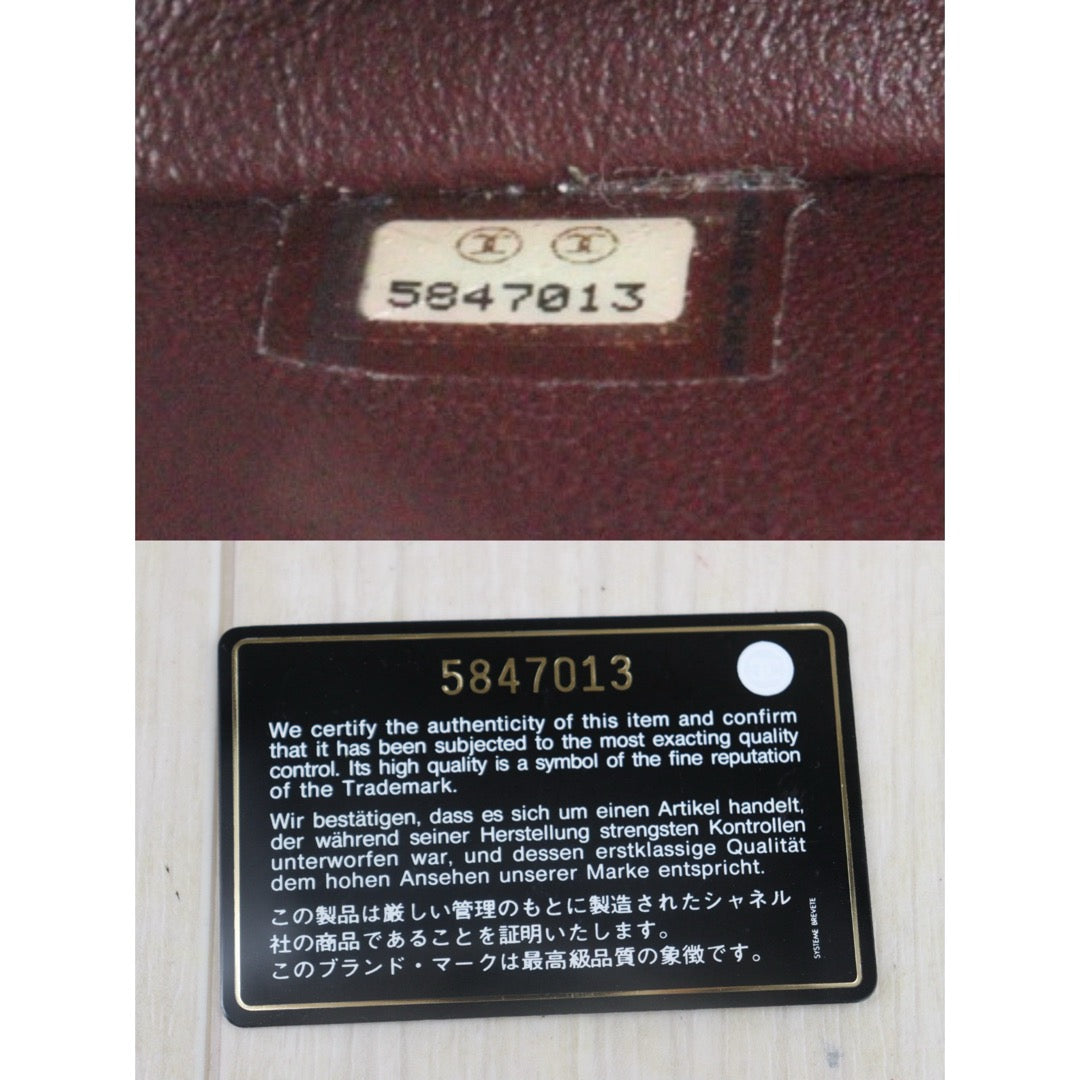 5847013
5847013
We certify the authenticity of this item and confirm
that it has been subjected to the most exacting quality
control. Its high quality is a symbol of the fine reputation
of the Trademark.
Wir bestätigen, dass es sich um einen Artikel handelt,
der während seiner Herstellung strengsten Kontrollen
unterworfen war, und dessen erstklassige Qualität
dem hohen Ansehen unserer Marke entspricht.
この製品は厳しい管理のもとに製造されたシャネル
社の商品であることを証明いたします。
このブランド・マークは最高級品質の象徴です。
SYSTEME BREVETE